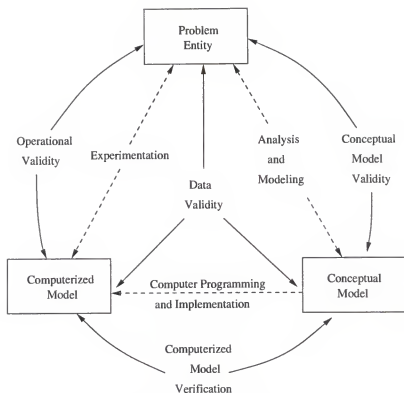 Problem
Entity
Operational
Validity
Experimentation
Analysis
and
Modeling
Conceptual
Model
Validity
Data
Validity
Computerized
Model
Computer Programming
and Implementation
Conceptual
Model
Computerized
Model
Verification